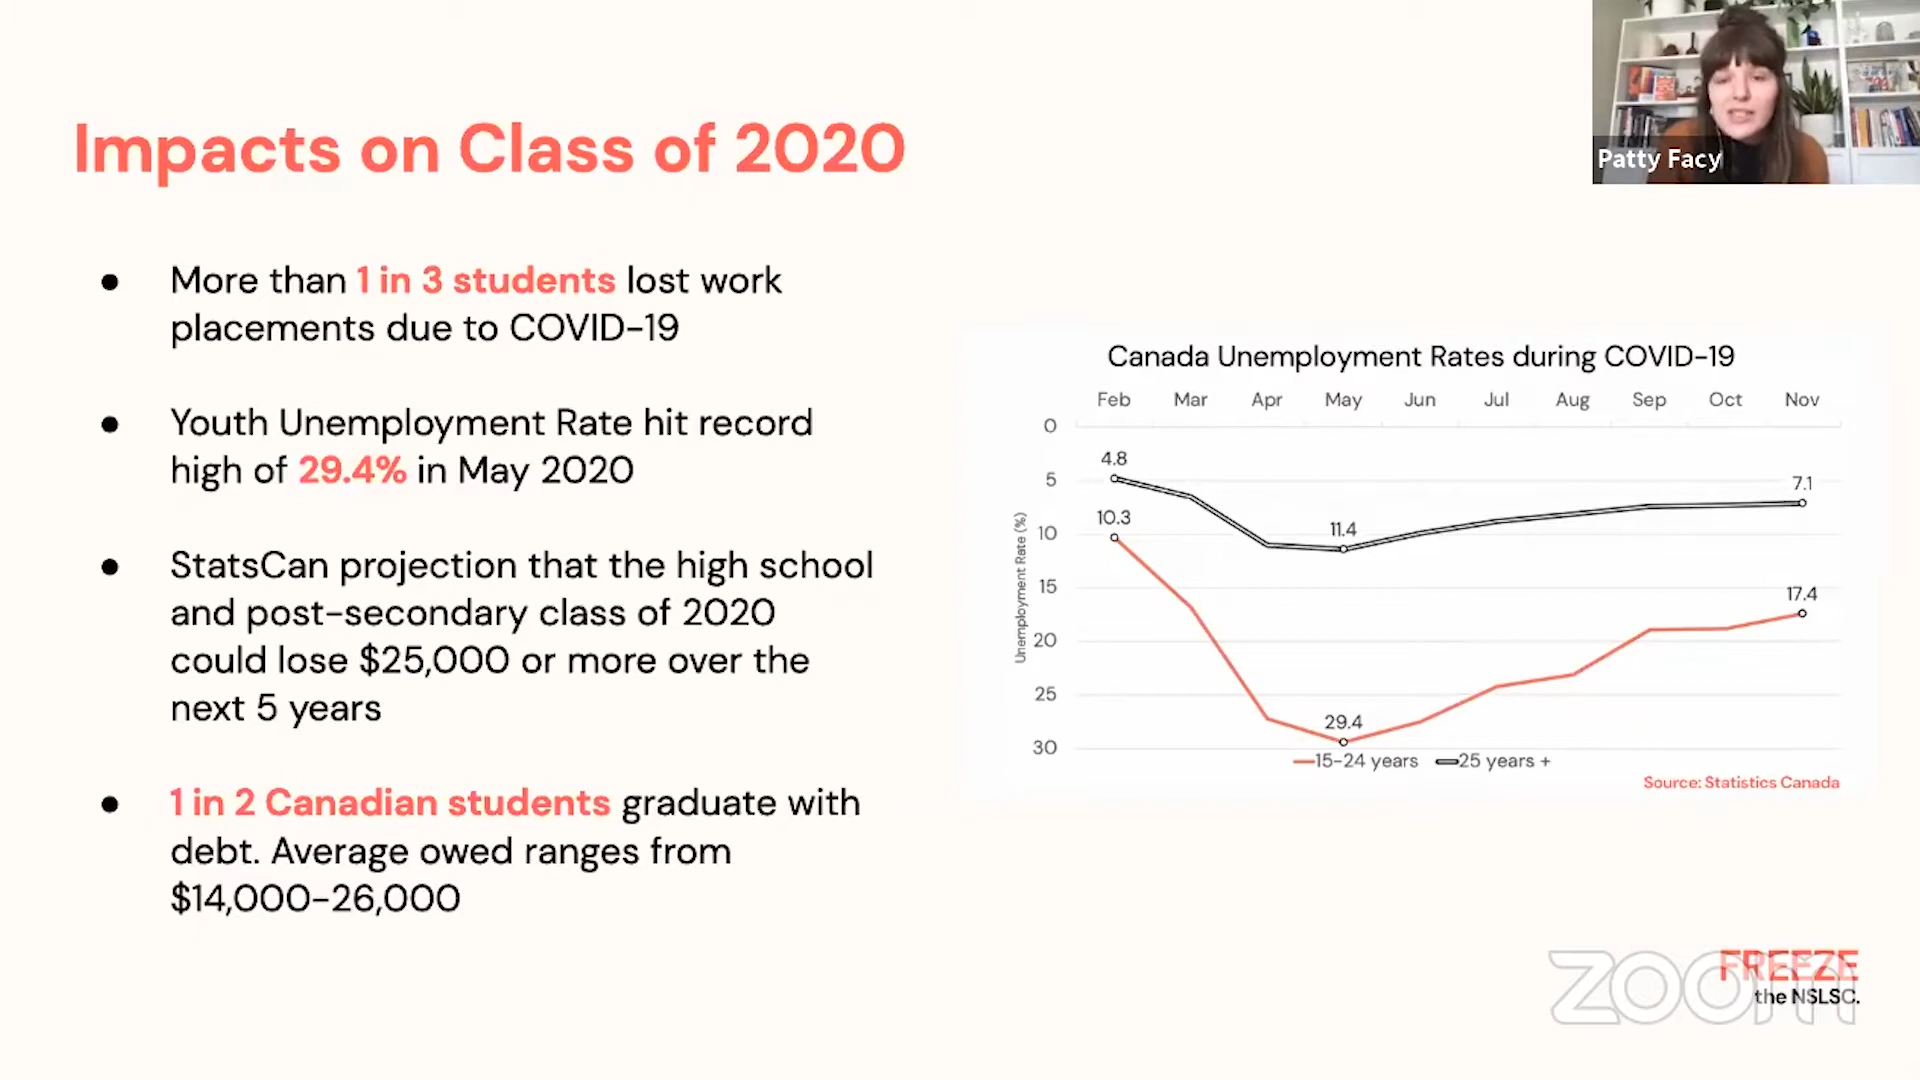 Impacts on Class of 2020
Patty Facy
● More than 1 in 3 students lost work
placements due to COVID-19
● Youth Unemployment Rate hit record
high of 29.4% in May 2020
● StatsCan projection that the high school
and post-secondary class of 2020
could lose $25,000 or more over the
next 5 years
● 1 in 2 Canadian students graduate with
debt. Average owed ranges from
$14,000-26,000
Canada Unemployment Rates during COVID-19
Feb Mar Apr May Jun Jul Aug Sep Oct Nov
Unemployment Rate (%)
0
4.8
5
7.1
10.3
11.4
10
15
17.4
20
25
29.4
30
15-24 years 25 years +
Source: Statistics Canada
zoom
FREEZE
the NSLSC.